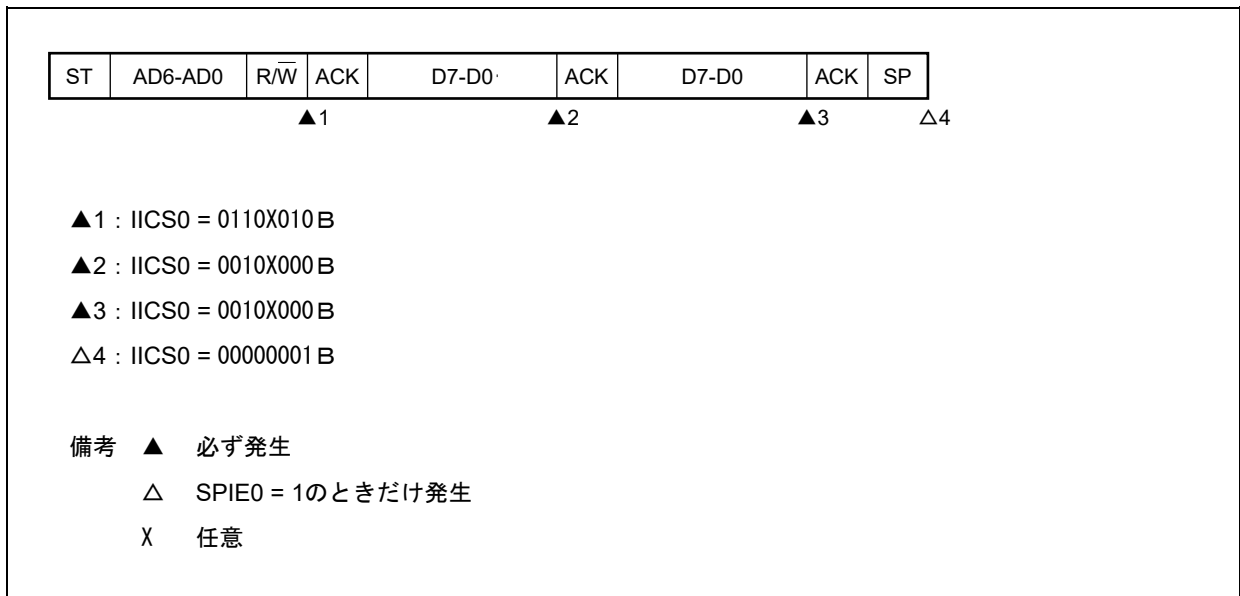 ST AD6-AD0 R/W̅ ACK D7-D0 ACK D7-D0 ACK SP
▲1 ▲2 ▲3 △4
▲1：IICS0 = 0110X010B
▲2：IICS0 = 0010X000B
▲3：IICS0 = 0010X000B
△4：IICS0 = 00000001B
備考 ▲ 必ず発生
△ SPIE0 = 1のときだけ発生
X 任意